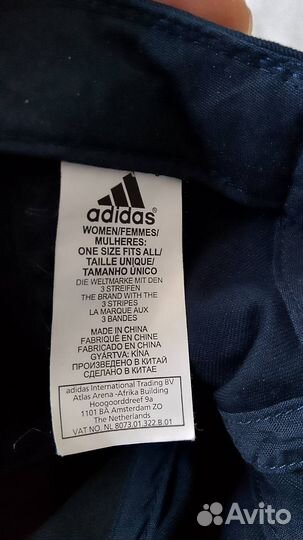 adidas
WOMEN/FEMMES/
MULHERES:
ONE SIZE FITS ALL/
TAILLE UNIQUE/
TAMANHO ÚNICO
DIE WELTMARKE MIT DEN
3 STREIFEN
THE BRAND WITH THE
3 STRIPES
LA MARQUE AUX
3 BANDES
MADE IN CHINA
FABRIQUÉ EN CHINE
FABRICADO EN CHINA
GYÁRTVA: KÍNA
ПРОИЗВЕДЕНО В КИТАЙ
СДЕЛАНО В КИТАЕ
adidas International Trading BV
Atlas Arena -Afrika Building
Hoogoorddreef 9a
1101 BA Amsterdam ZO
The Netherlands
VAT NO. NL 8073.01.322.B.01
Avito